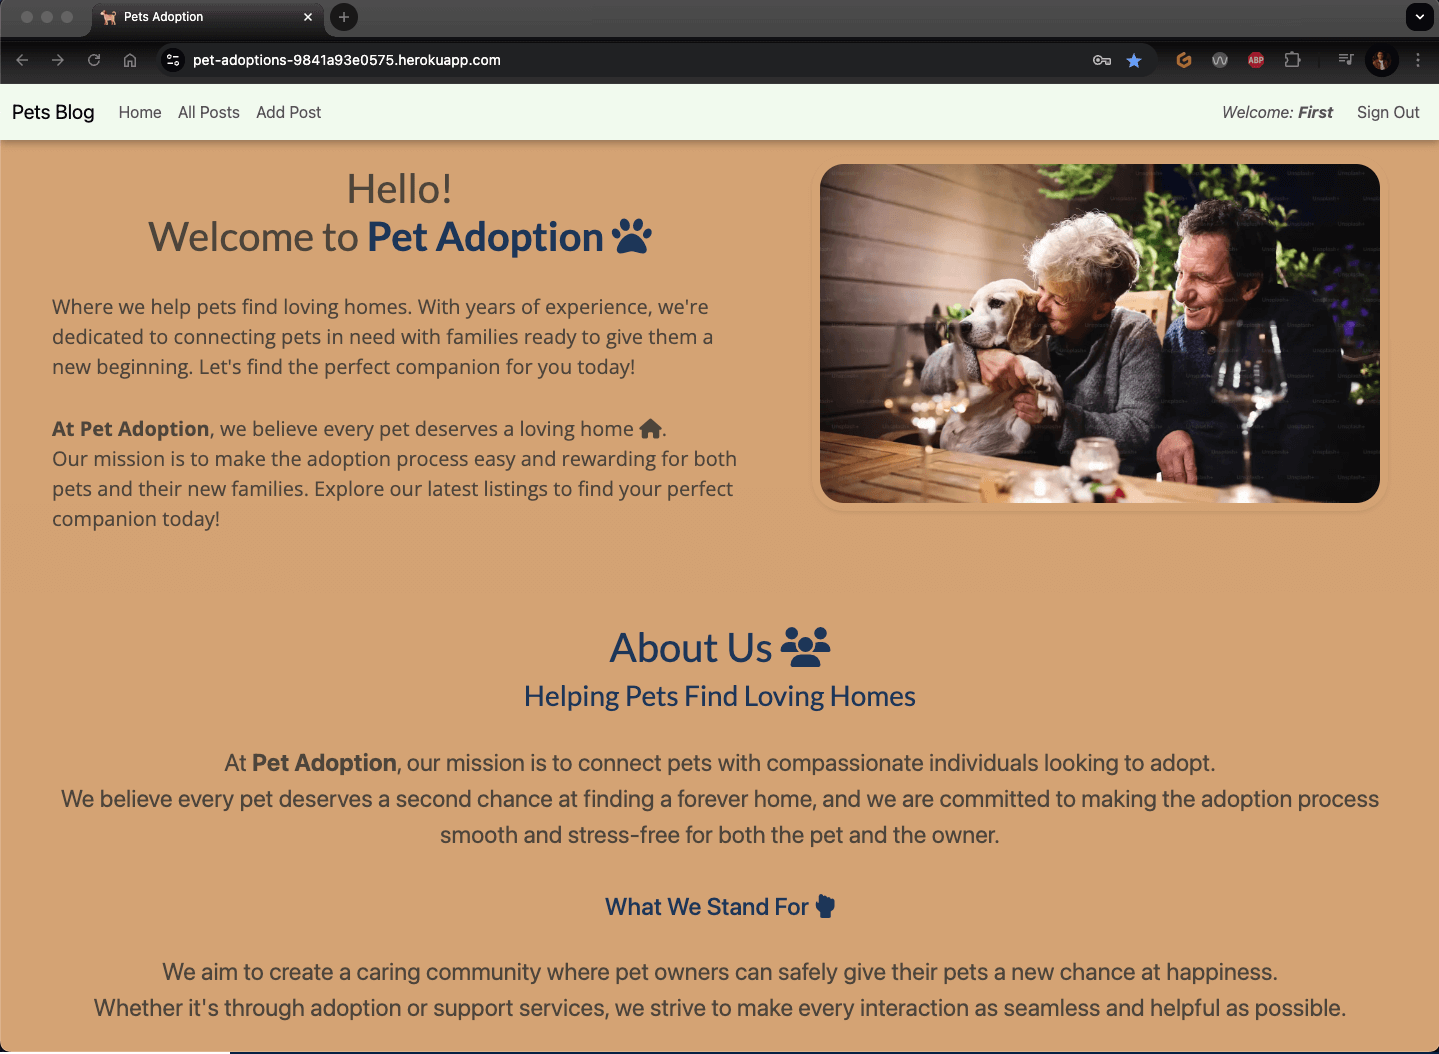 Pets Adoption
pet-adoptions-9841a93e0575.herokuapp.com
ABP
Pets Blog Home All Posts Add Post Welcome: First Sign Out
Hello!
Welcome to Pet Adoption
Where we help pets find loving homes. With years of experience, we're
dedicated to connecting pets in need with families ready to give them a
new beginning. Let's find the perfect companion for you today!
At Pet Adoption, we believe every pet deserves a loving home .
Our mission is to make the adoption process easy and rewarding for both
pets and their new families. Explore our latest listings to find your perfect
companion today!
About Us
Helping Pets Find Loving Homes
At Pet Adoption, our mission is to connect pets with compassionate individuals looking to adopt.
We believe every pet deserves a second chance at finding a forever home, and we are committed to making the adoption process
smooth and stress-free for both the pet and the owner.
What We Stand For
We aim to create a caring community where pet owners can safely give their pets a new chance at happiness.
Whether it's through adoption or support services, we strive to make every interaction as seamless and helpful as possible.